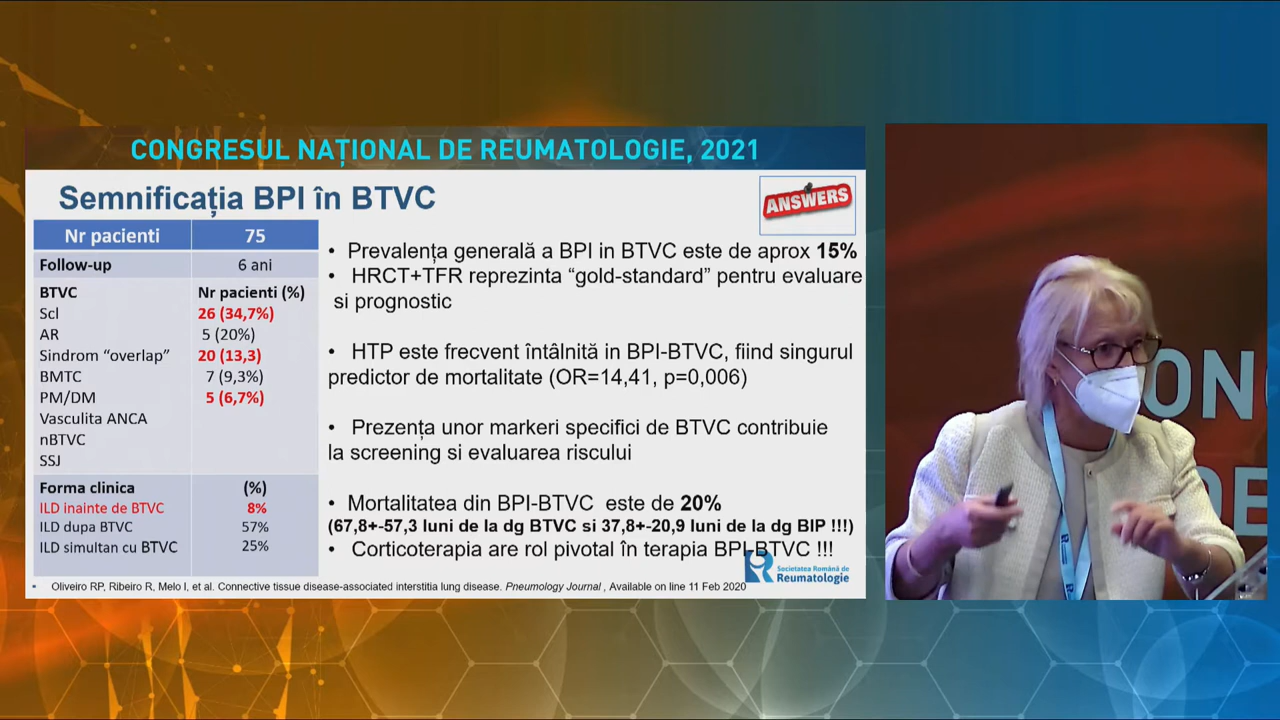 CONGRESUL NAȚIONAL DE REUMATOLOGIE, 2021
Semnificația BPI în BTVC
ANSWERS
Nr pacienti 75
Follow-up 6 ani
BTVC Nr pacienti (%)
Scl 26 (34,7%)
AR 5 (20%)
Sindrom “overlap” 20 (13,3)
BMTC 7 (9,3%)
PM/DM 5 (6,7%)
Vasculita ANCA
nBTVC
SSJ
Forma clinica (%)
ILD inainte de BTVC 8%
ILD dupa BTVC 57%
ILD simultan cu BTVC 25%
• Prevalența generală a BPI in BTVC este de aprox 15%
• HRCT+TFR reprezinta “gold-standard” pentru evaluare
si prognostic
• HTP este frecvent întâlnită in BPI-BTVC, fiind singurul
predictor de mortalitate (OR=14,41, p=0,006)
• Prezența unor markeri specifici de BTVC contribuie
la screening si evaluarea riscului
• Mortalitatea din BPI-BTVC este de 20%
(67,8+-57,3 luni de la dg BTVC si 37,8+-20,9 luni de la dg BIP !!!)
• Corticoterapia are rol pivotal în terapia BPI-BTVC !!!
Societatea Română de
Reumatologie
• Oliveiro RP, Ribeiro R, Melo I, et al. Connective tissue disease-associated interstitia lung disease. Pneumology Journal , Available on line 11 Feb 2020
ON
DE